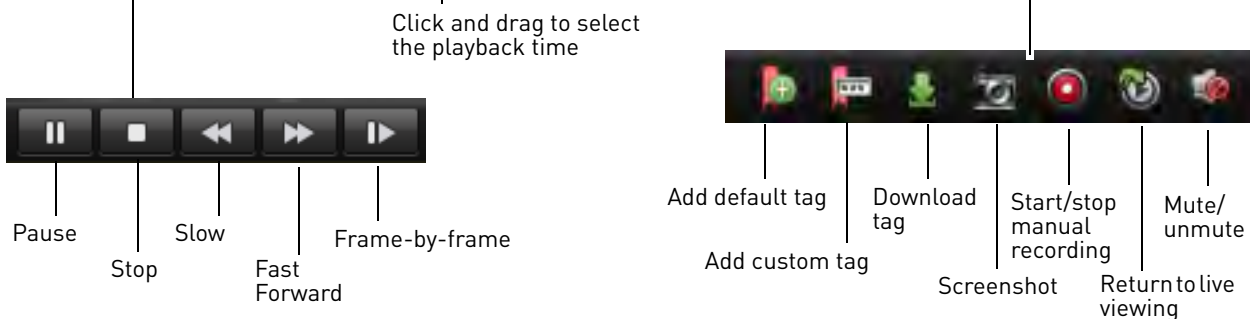 Click and drag to select
the playback time
Pause
Stop
Slow
Fast
Forward
Frame-by-frame
Add default tag
Add custom tag
Download
tag
Screenshot
Start/stop
manual
recording
Return to live
viewing
Mute/
unmute